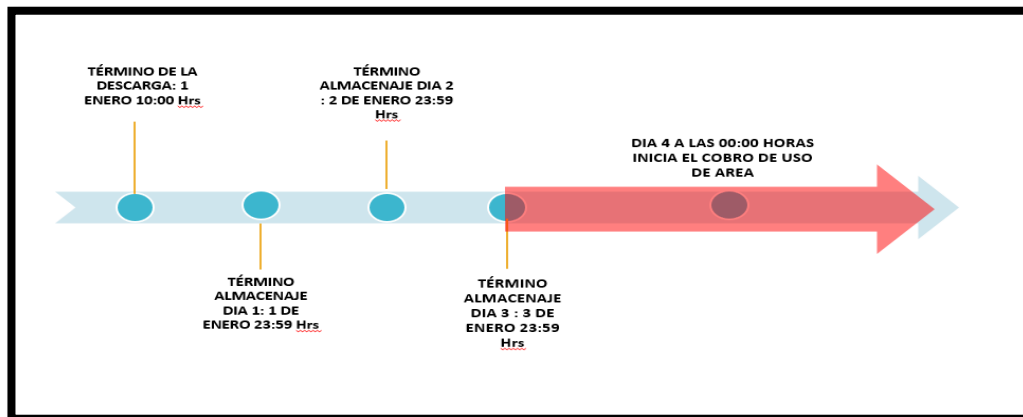 TÉRMINO DE LA
DESCARGA: 1
ENERO 10:00 Hrs
TÉRMINO
ALMACENAJE
DIA 1: 1 DE
ENERO 23:59 Hrs
TÉRMINO
ALMACENAJE DIA 2
: 2 DE ENERO 23:59
Hrs
TÉRMINO
ALMACENAJE
DIA 3 : 3 DE
ENERO 23:59
Hrs
DIA 4 A LAS 00:00 HORAS
INICIA EL COBRO DE USO
DE AREA